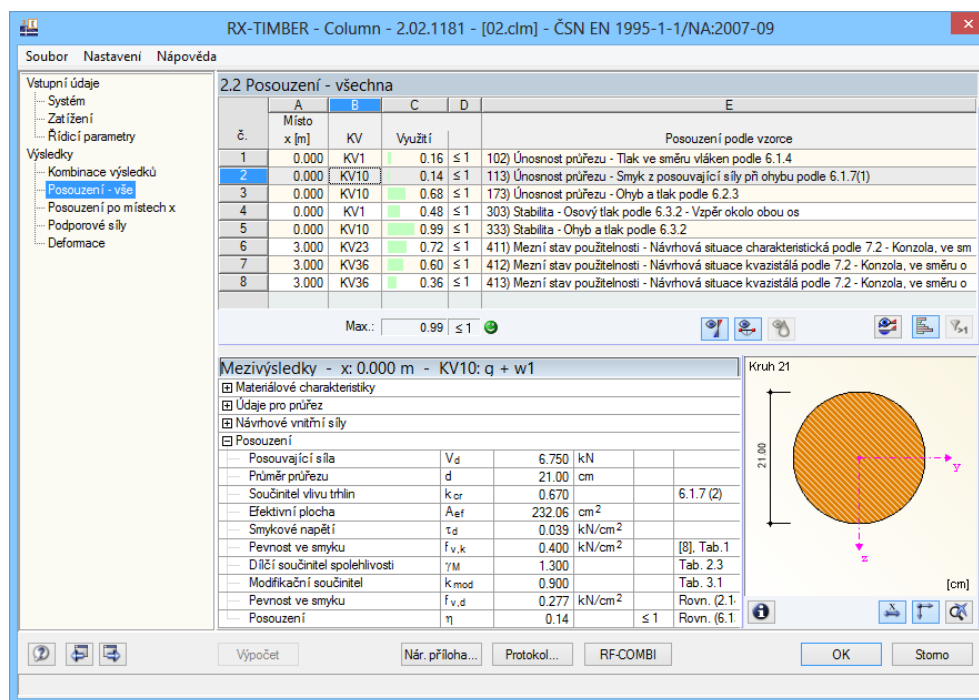 RX-TIMBER - Column - 2.02.1181 - [02.clm] - ČSN EN 1995-1-1/NA:2007-09
Soubor Nastavení Nápověda
Vstupní údaje
Systém
Zatížení
Řídicí parametry
Výsledky
Kombinace výsledků
Posouzení - vše
Posouzení po místech x
Podporové síly
Deformace
2.2 Posouzení - všechna
A B C D E
č. Místo x [m] KV Využití Posouzení podle vzorce
1 0.000 KV1 0.16 ≤ 1 102) Únosnost průřezu - Tlak ve směru vláken podle 6.1.4
2 0.000 KV10 0.14 ≤ 1 113) Únosnost průřezu - Smyk z posouvající síly při ohybu podle 6.1.7(1)
3 0.000 KV10 0.68 ≤ 1 173) Únosnost průřezu - Ohyb a tlak podle 6.2.3
4 0.000 KV1 0.48 ≤ 1 303) Stabilita - Osový tlak podle 6.3.2 - Vzpěr okolo obou os
5 0.000 KV10 0.99 ≤ 1 333) Stabilita - Ohyb a tlak podle 6.3.2
6 3.000 KV23 0.72 ≤ 1 411) Mezní stav použitelnosti - Návrhová situace charakteristická podle 7.2 - Konzola, ve sm
7 3.000 KV36 0.60 ≤ 1 412) Mezní stav použitelnosti - Návrhová situace kvazistálá podle 7.2 - Konzola, ve směru o
8 3.000 KV36 0.36 ≤ 1 413) Mezní stav použitelnosti - Návrhová situace kvazistálá podle 7.2 - Konzola, ve směru o
Max.: 0.99 ≤ 1
Mezivýsledky - x: 0.000 m - KV10: q + w1
Materiálové charakteristiky
Údaje pro průřez
Návrhové vnitřní síly
Posouzení
Posouvající síla Vd 6.750 kN
Průměr průřezu d 21.00 cm
Součinitel vlivu trhlin kcr 0.670 6.1.7 (2)
Efektivní plocha Aef 232.06 cm2
Smykové napětí τd 0.039 kN/cm2
Pevnost ve smyku fv,k 0.400 kN/cm2 [8], Tab.1
Dílčí součinitel spolehlivosti γM 1.300 Tab. 2.3
Modifikační součinitel kmod 0.900 Tab. 3.1
Pevnost ve smyku fv,d 0.277 kN/cm2 Rovn. (2.1
Posouzení η 0.14 ≤ 1 Rovn. (6.1
Kruh 21
21.00
y
z
[cm]
Výpočet Nár. příloha... Protokol... RF-COMBI OK Storno